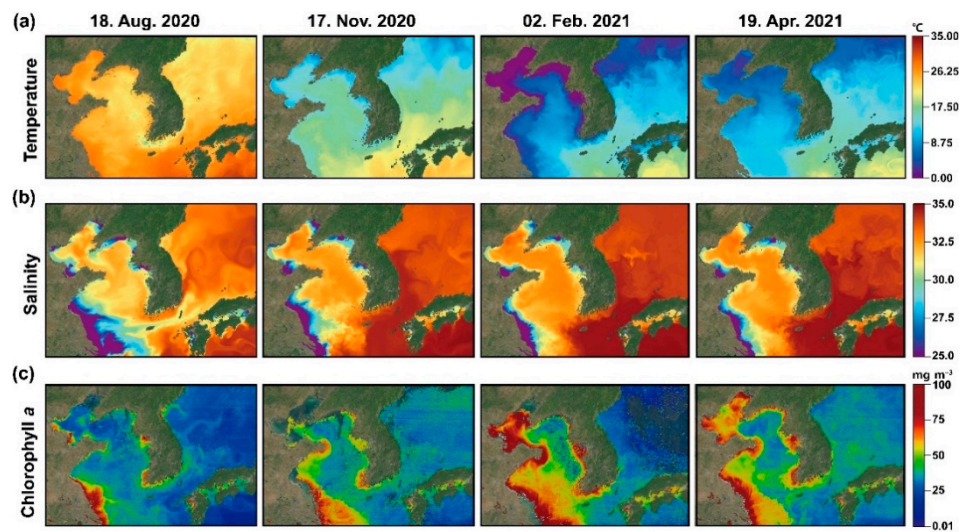 (a) 18. Aug. 2020 17. Nov. 2020 02. Feb. 2021 19. Apr. 2021 °C
Temperature
35.00
26.25
17.50
8.75
0.00
(b)
Salinity
35.0
32.5
30.0
27.5
25.0
(c)
Chlorophyll a
mg m⁻³
100
75
50
25
0.01